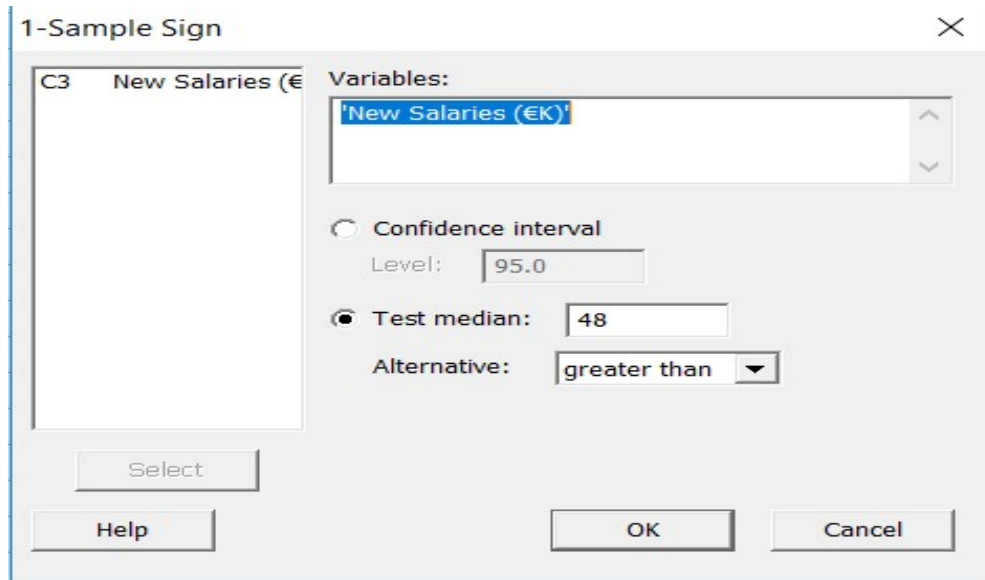 1-Sample Sign
C3 New Salaries (€
Variables:
'New Salaries (€K)'
Confidence interval
Level: 95.0
Test median: 48
Alternative: greater than
Select
Help OK Cancel